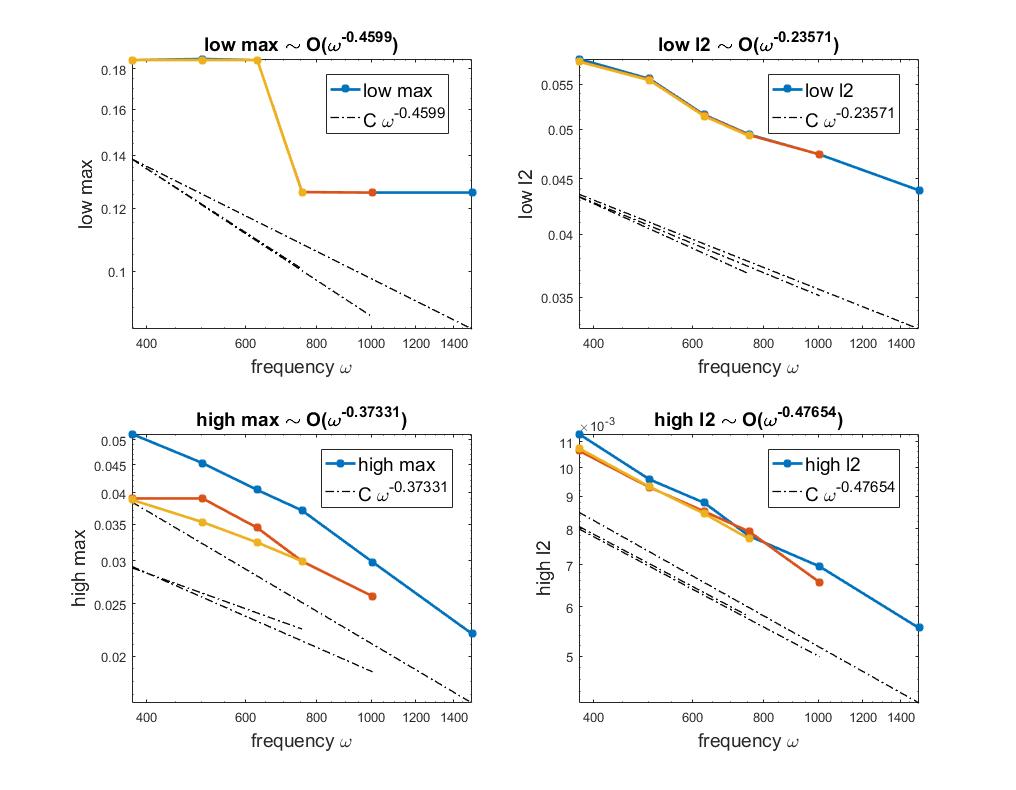 low max ∼ O(ω^-0.4599)
0.18
0.16
0.14
0.12
0.1
low max
400 600 800 1000 1200 1400
frequency ω
low max
C ω^-0.4599
low l2 ∼ O(ω^-0.23571)
0.055
0.05
0.045
0.04
0.035
low l2
400 600 800 1000 1200 1400
frequency ω
low l2
C ω^-0.23571
high max ∼ O(ω^-0.37331)
0.05
0.045
0.04
0.035
0.03
0.025
0.02
high max
400 600 800 1000 1200 1400
frequency ω
high max
C ω^-0.37331
high l2 ∼ O(ω^-0.47654)
×10^-3
11
10
9
8
7
6
5
high l2
400 600 800 1000 1200 1400
frequency ω
high l2
C ω^-0.47654